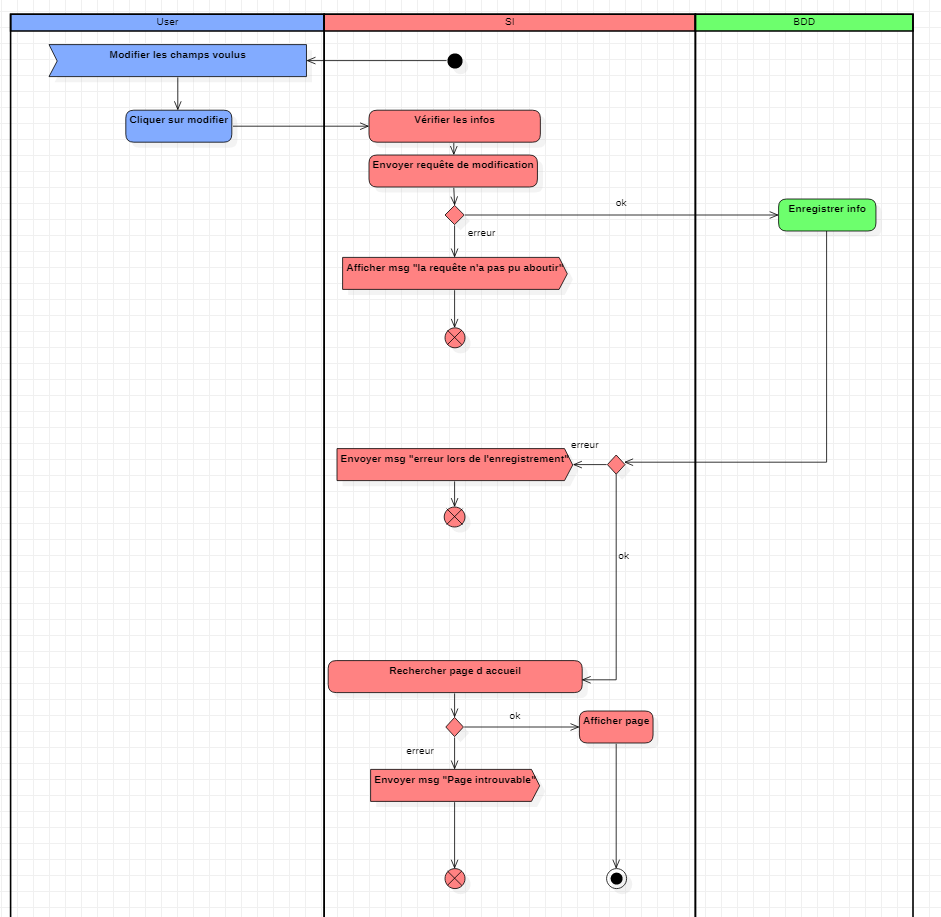 User
SI
BDD
Modifier les champs voulus
Cliquer sur modifier
Vérifier les infos
Envoyer requête de modification
ok
Enregistrer info
erreur
Afficher msg "la requête n'a pas pu aboutir"
erreur
Envoyer msg "erreur lors de l'enregistrement"
ok
Rechercher page d accueil
ok
Afficher page
erreur
Envoyer msg "Page introuvable"